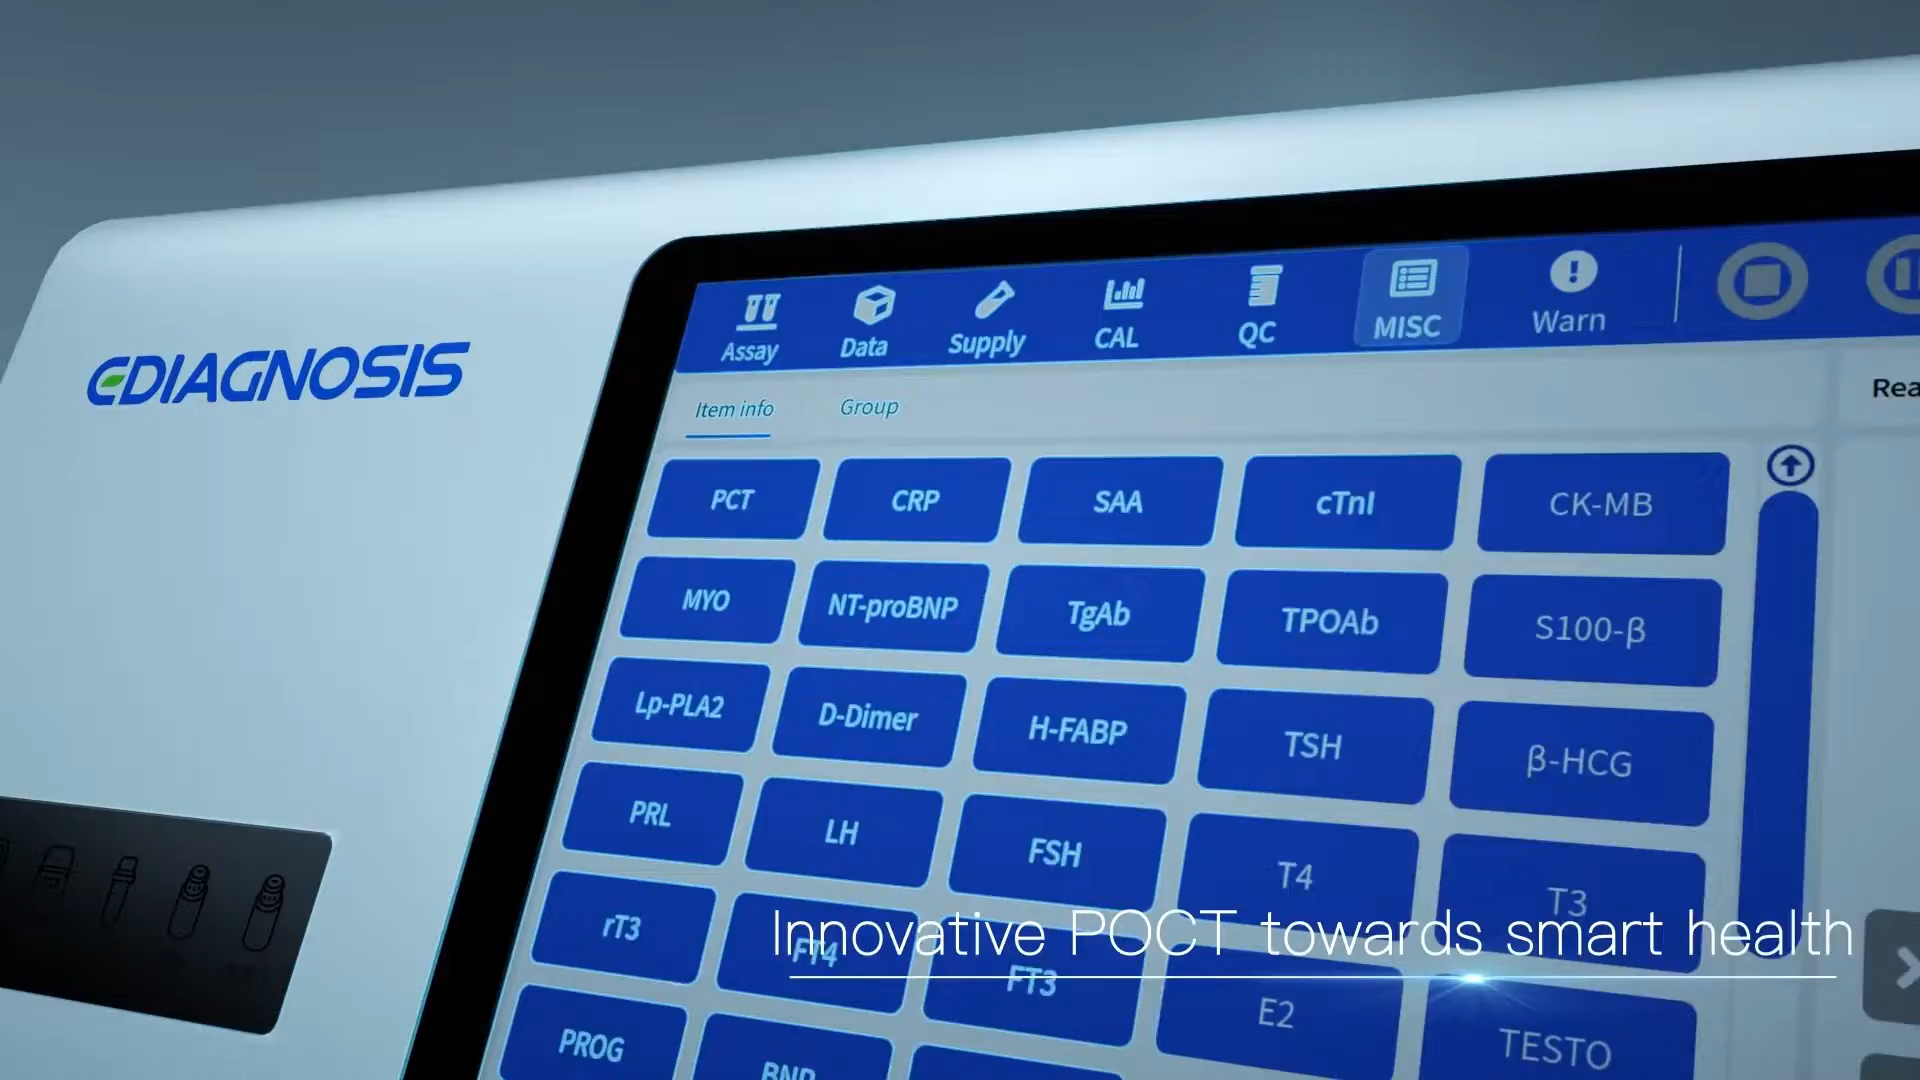 EDIAGNOSIS
Assay Data Supply CAL QC MISC Warn
Item info Group
PCT CRP SAA cTnI CK-MB
MYO NT-proBNP TgAb TPOAb S100-β
Lp-PLA2 D-Dimer H-FABP TSH β-HCG
PRL LH FSH T4 T3
rT3 FT4 FT3 E2 TESTO
PROG BNP
Innovative POCT towards smart health